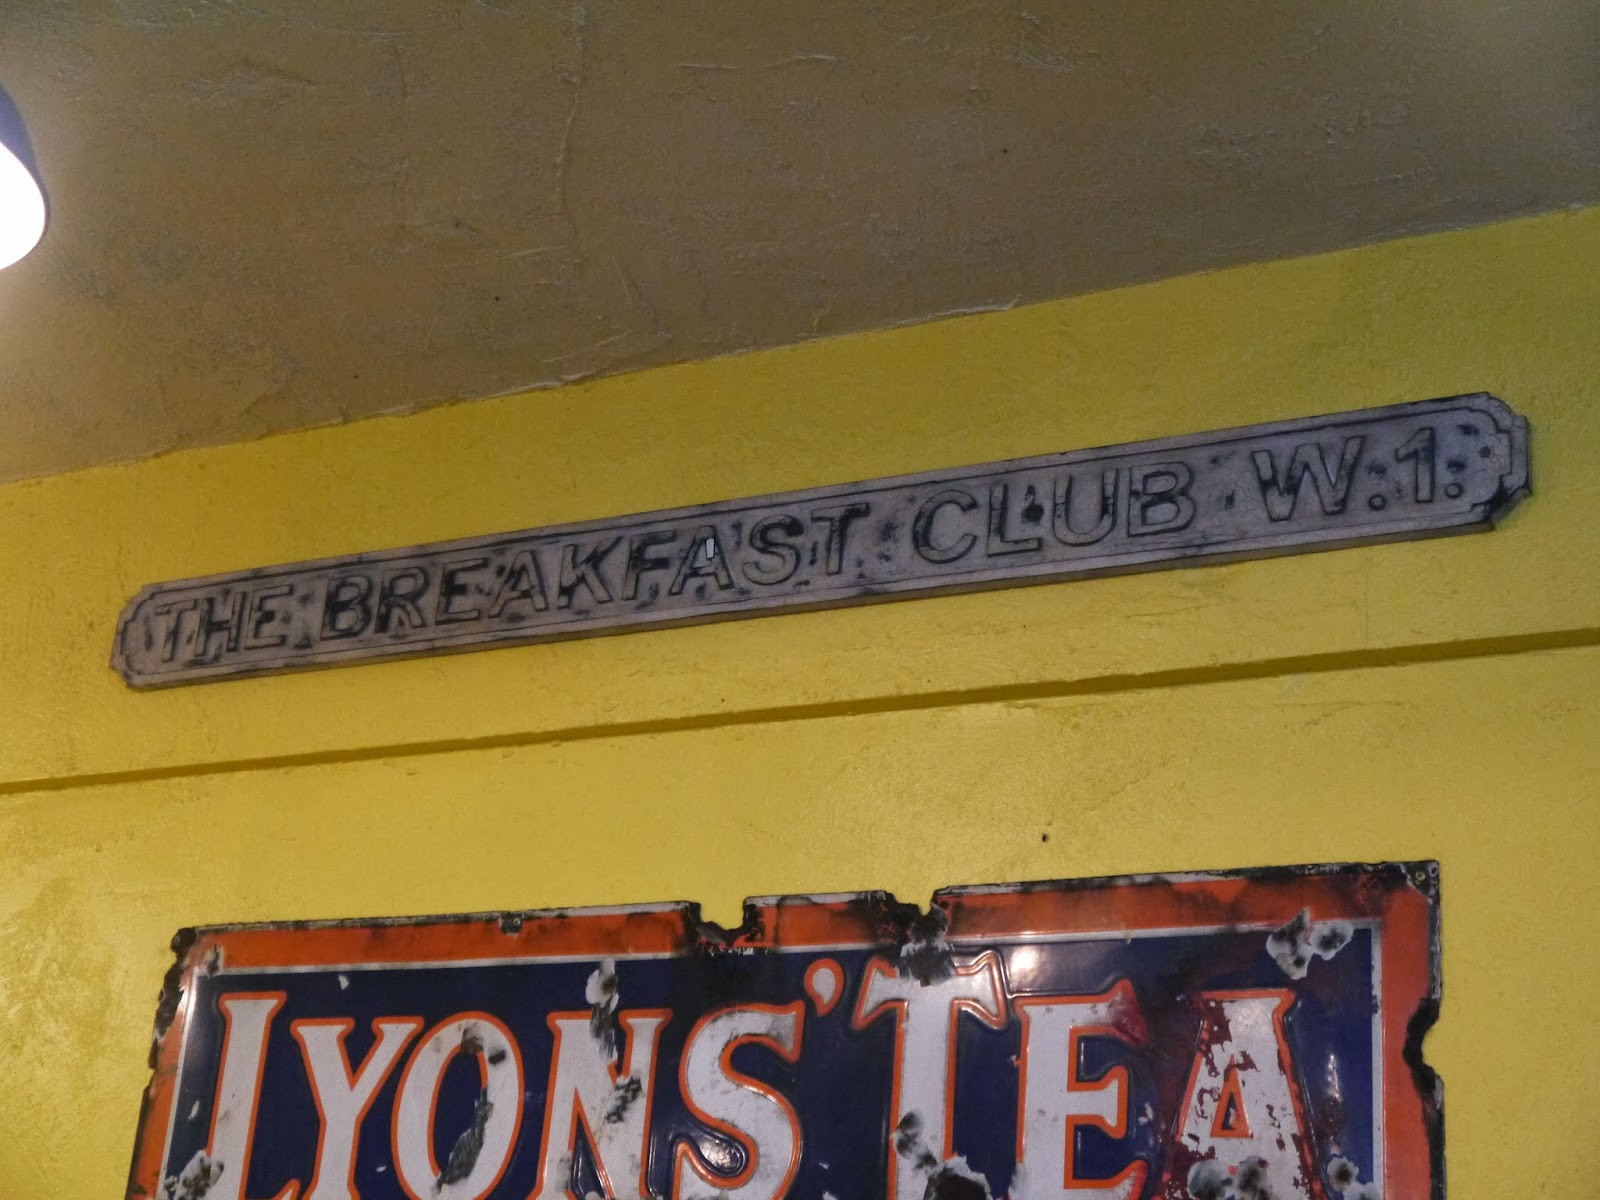 THE BREAKFAST CLUB W.1.
LYONS' TEA